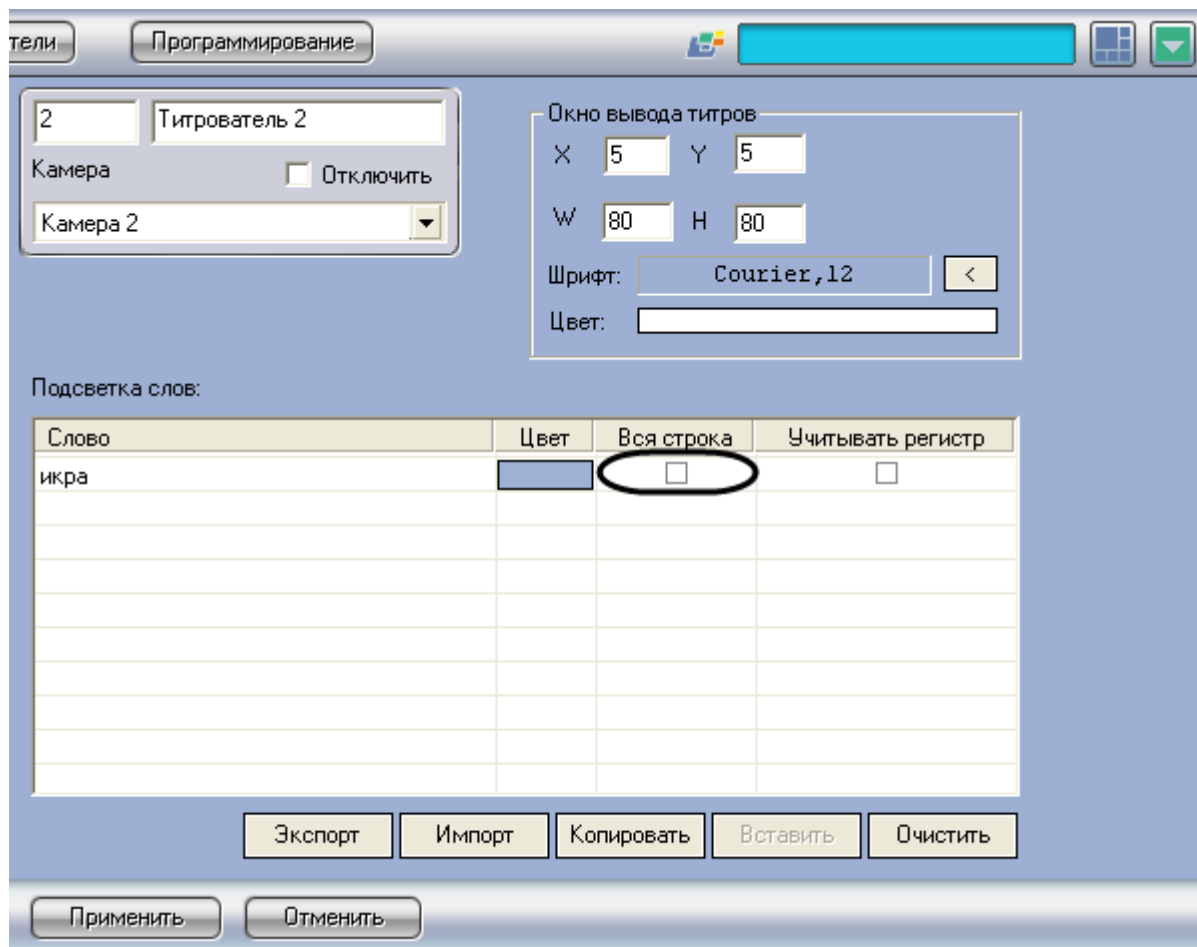 тели Программирование
2 Титрователь 2
Камера Отключить
Камера 2
Окно вывода титров
X 5 Y 5
W 80 H 80
Шрифт: Courier,12 <
Цвет:
Подсветка слов:
Слово Цвет Вся строка Учитывать регистр
икра
Экспорт Импорт Копировать Вставить Очистить
Применить Отменить